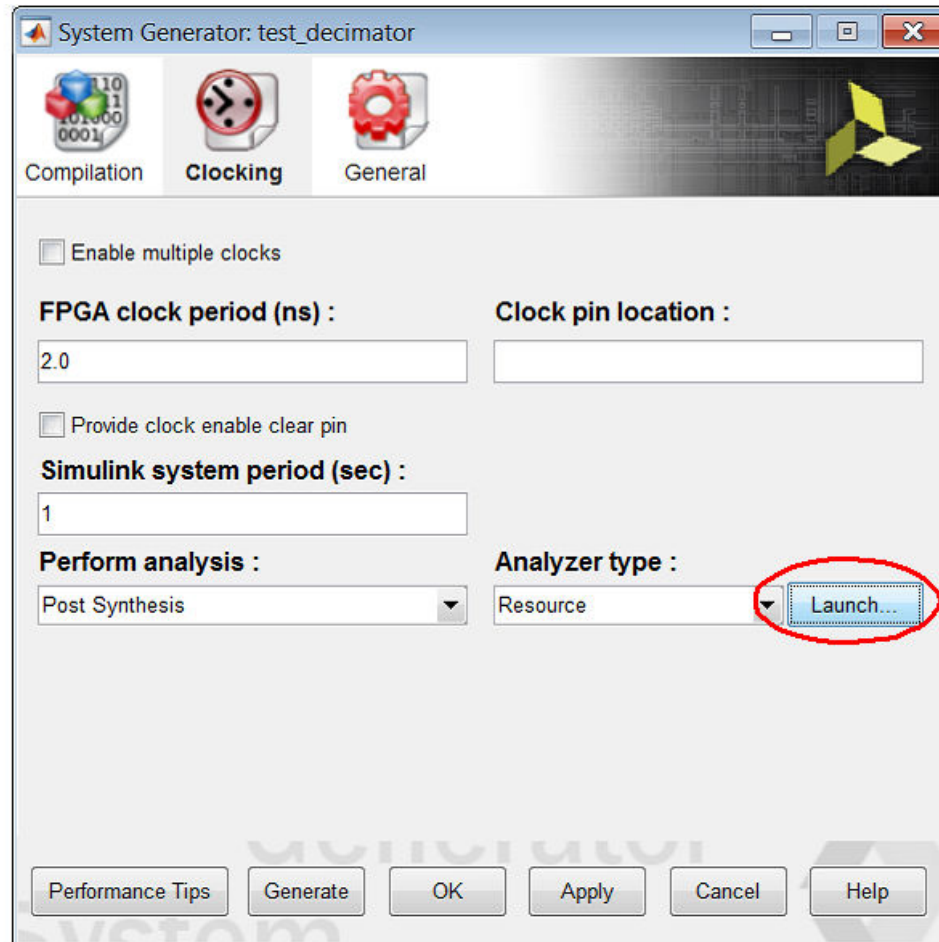 System Generator: test_decimator
Compilation
Clocking
General
Enable multiple clocks
FPGA clock period (ns) :
Clock pin location :
2.0
Provide clock enable clear pin
Simulink system period (sec) :
1
Perform analysis :
Analyzer type :
Post Synthesis
Resource
Launch...
Generator
Performance Tips
Generate
OK
Apply
Cancel
Help
System